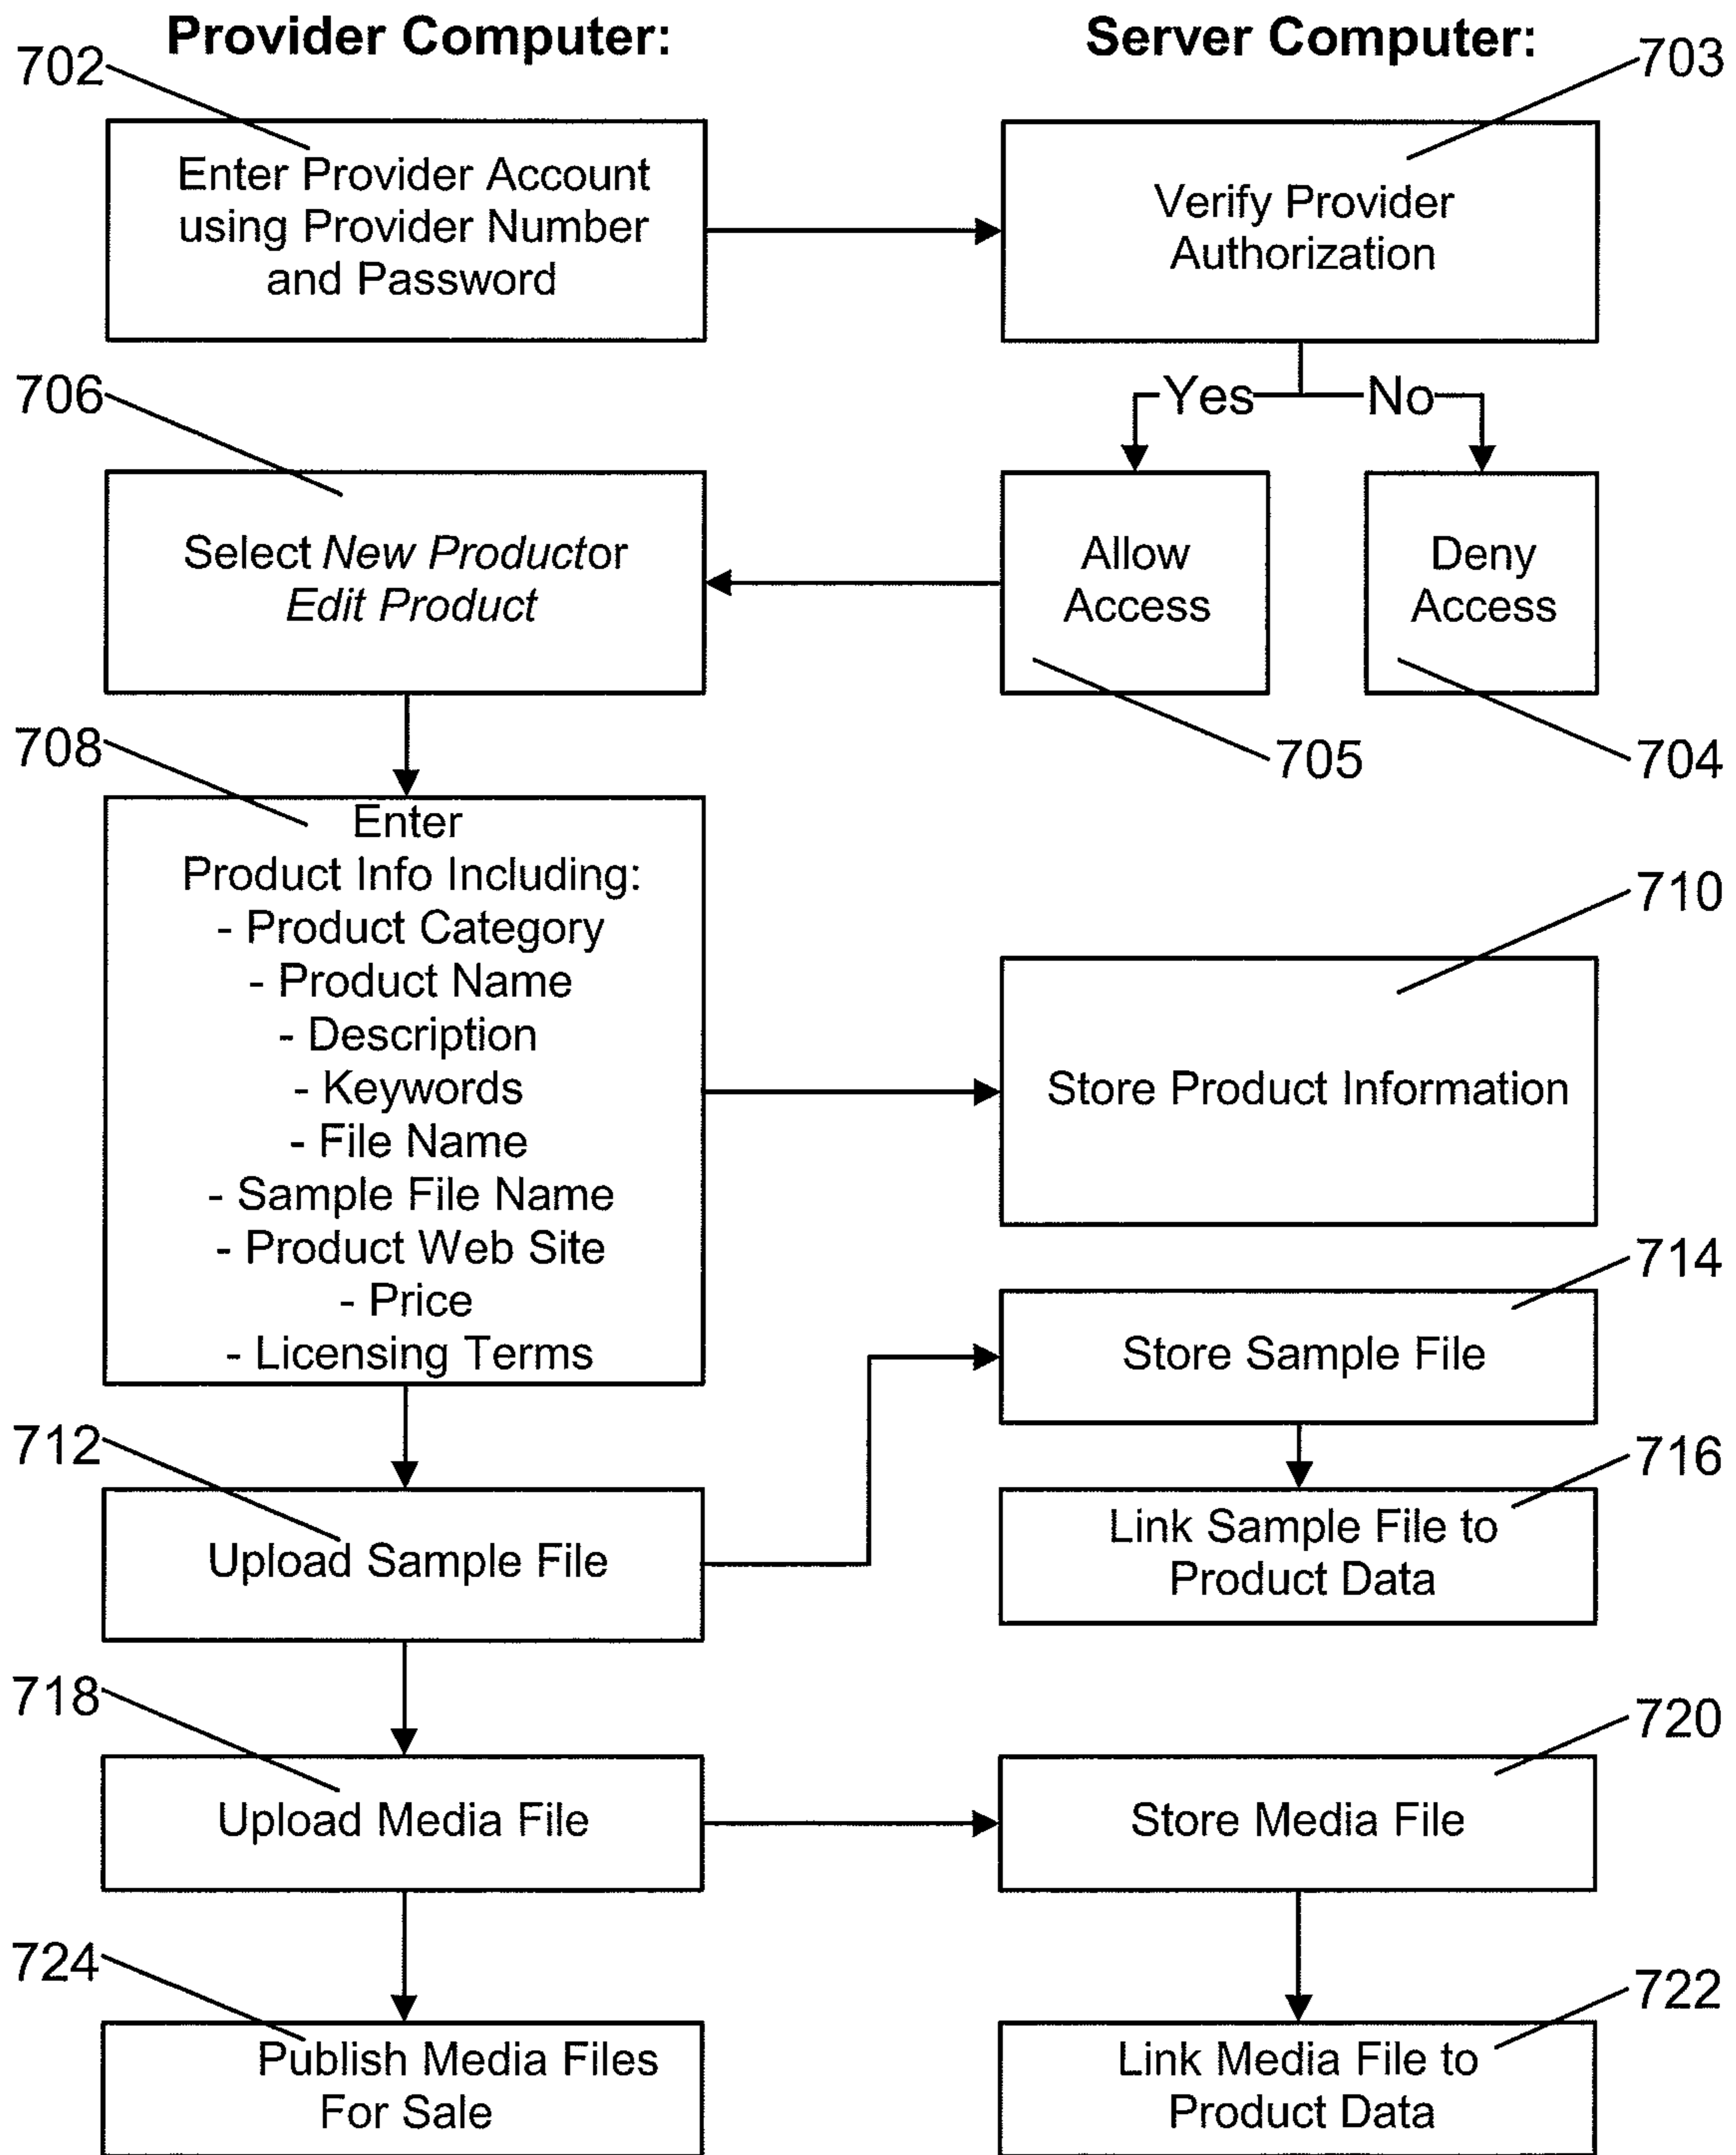 Provider Computer:
Server Computer:
702
703
Enter Provider Account
using Provider Number
and Password
Verify Provider
Authorization
Yes
No
706
Select New Productor
Edit Product
Allow
Access
Deny
Access
705
704
708
Enter
Product Info Including:
- Product Category
- Product Name
- Description
- Keywords
- File Name
- Sample File Name
- Product Web Site
- Price
- Licensing Terms
710
Store Product Information
714
Store Sample File
712
Upload Sample File
716
Link Sample File to
Product Data
718
Upload Media File
720
Store Media File
724
Publish Media Files
For Sale
722
Link Media File to
Product Data